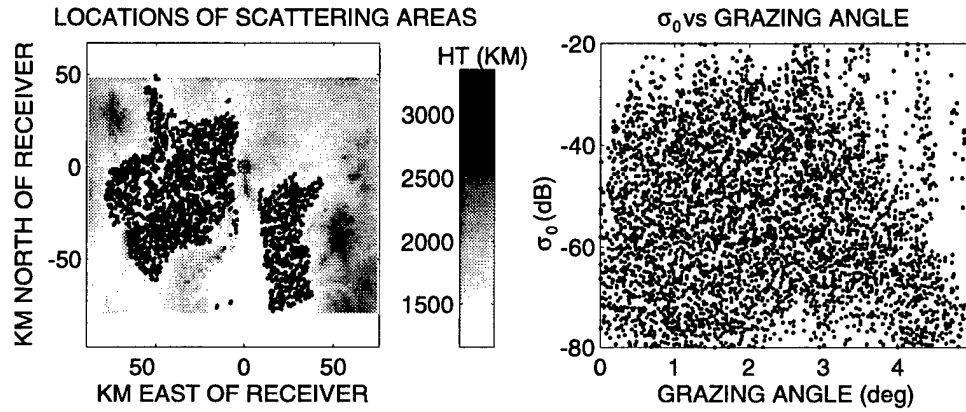 LOCATIONS OF SCATTERING AREAS
KM NORTH OF RECEIVER
50
0
-50
50 0 50
KM EAST OF RECEIVER
HT (KM)
3000
2500
2000
1500
σ₀ vs GRAZING ANGLE
σ₀ (dB)
-20
-40
-60
-80
0 1 2 3 4
GRAZING ANGLE (deg)